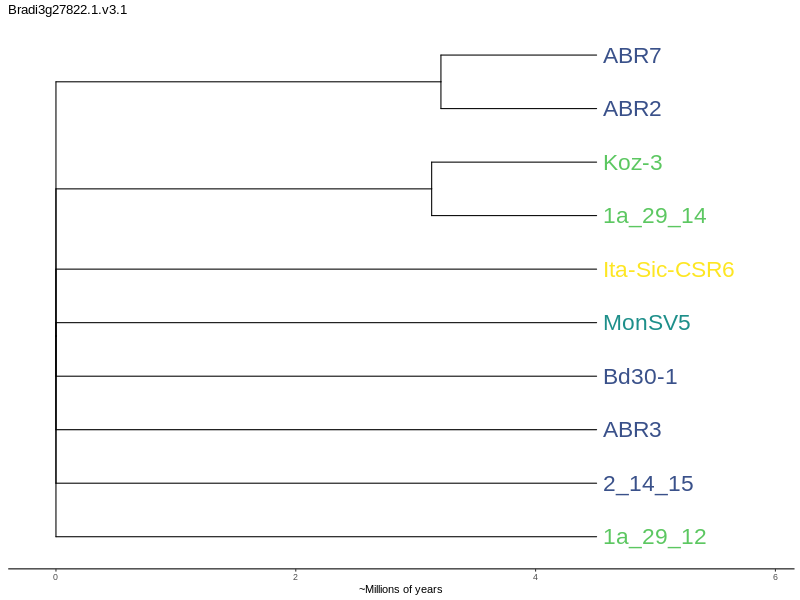 Bradi3g27822.1.v3.1
ABR7
ABR2
Koz-3
1a_29_14
Ita-Sic-CSR6
MonSV5
Bd30-1
ABR3
2_14_15
1a_29_12
0 2 4 6
~Millions of years